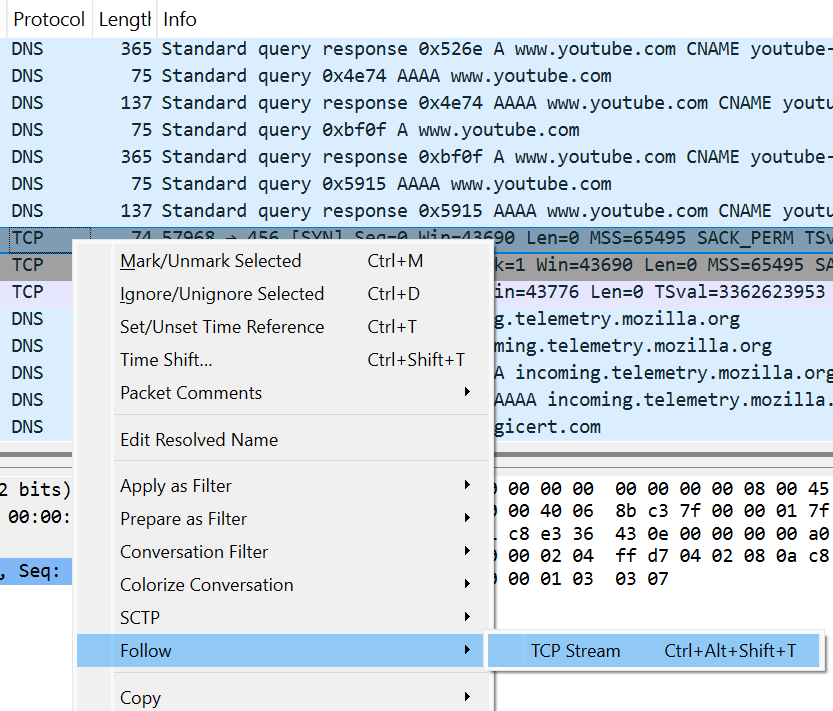 Protocol Length Info
DNS 365 Standard query response 0x526e A www.youtube.com CNAME youtube-
DNS 75 Standard query 0x4e74 AAAA www.youtube.com
DNS 137 Standard query response 0x4e74 AAAA www.youtube.com CNAME youtu
DNS 75 Standard query 0xbf0f A www.youtube.com
DNS 365 Standard query response 0xbf0f A www.youtube.com CNAME youtube-
DNS 75 Standard query 0x5915 AAAA www.youtube.com
DNS 137 Standard query response 0x5915 AAAA www.youtube.com CNAME youtu
TCP 74 57968 → 456 [SYN] Seq=0 Win=43690 Len=0 MSS=65495 SACK_PERM TSv
TCP k=1 Win=43690 Len=0 MSS=65495 SA
TCP in=43776 Len=0 TSval=3362623953
DNS g.telemetry.mozilla.org
DNS ming.telemetry.mozilla.org
DNS A incoming.telemetry.mozilla.org
DNS AAAA incoming.telemetry.mozilla.
DNS gicert.com
Mark/Unmark Selected Ctrl+M
Ignore/Unignore Selected Ctrl+D
Set/Unset Time Reference Ctrl+T
Time Shift... Ctrl+Shift+T
Packet Comments
Edit Resolved Name
Apply as Filter
Prepare as Filter
Conversation Filter
Colorize Conversation
SCTP
Follow
TCP Stream Ctrl+Alt+Shift+T
Copy
2 bits)
00:00:
, Seq:
00 00 00 00 00 00 00 08 00 45
00 40 06 8b c3 7f 00 00 01 7f
c8 e3 36 43 0e 00 00 00 00 a0
00 00 02 04 ff d7 04 02 08 0a c8
00 01 03 03 07